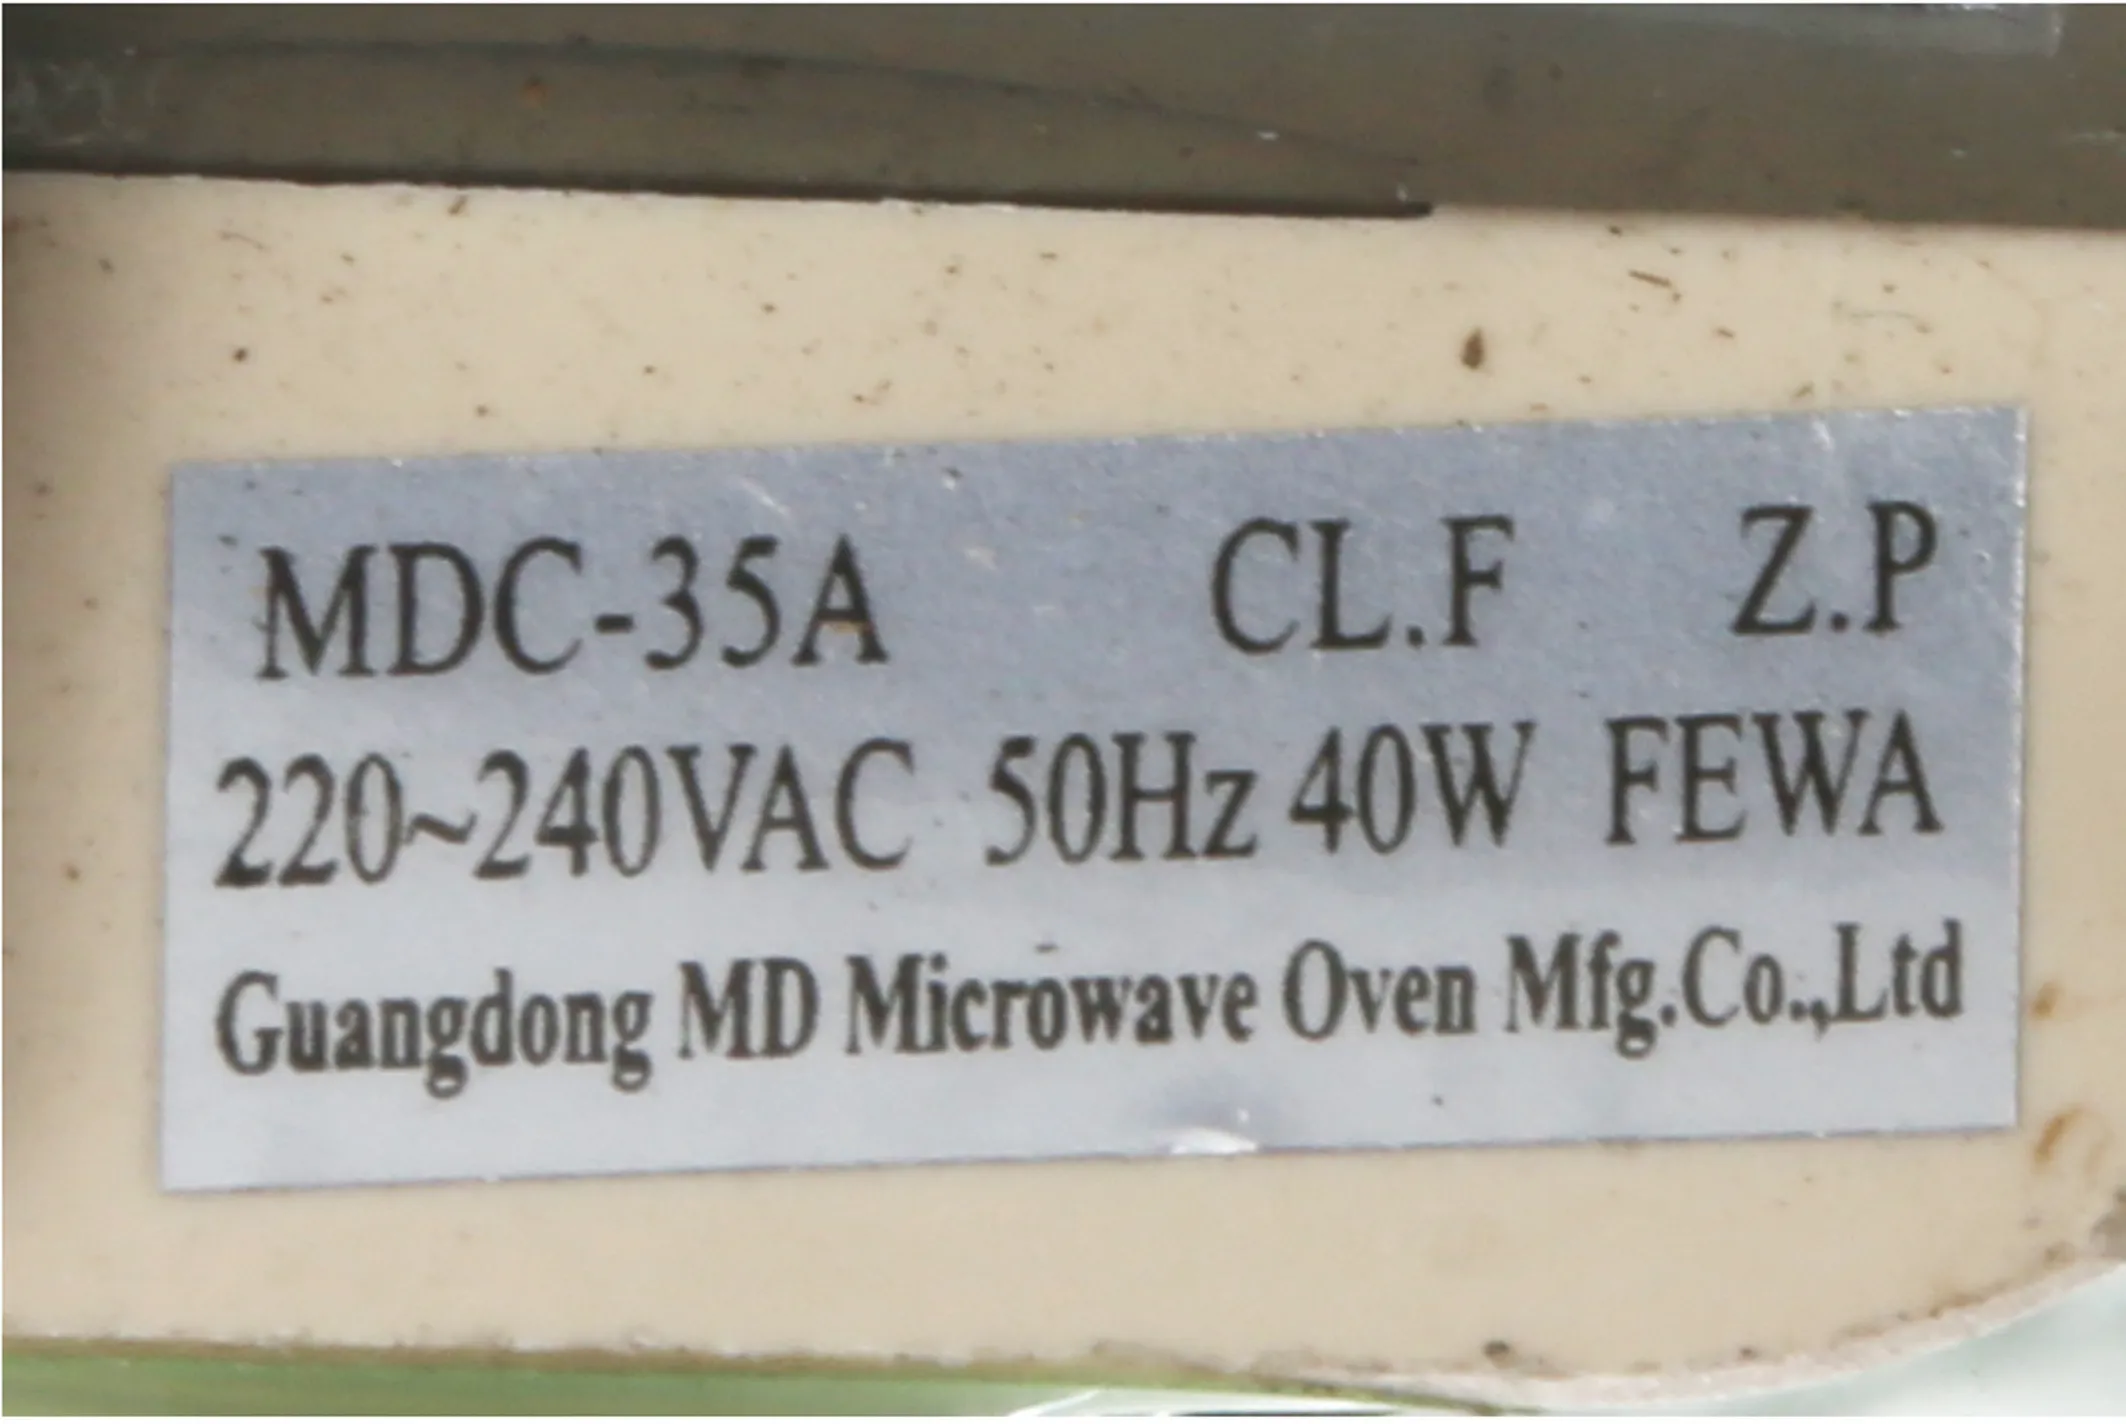 MDC-35A CL.F Z.P
220~240VAC 50Hz 40W FEWA
Guangdong MD Microwave Oven Mfg.Co.,Ltd